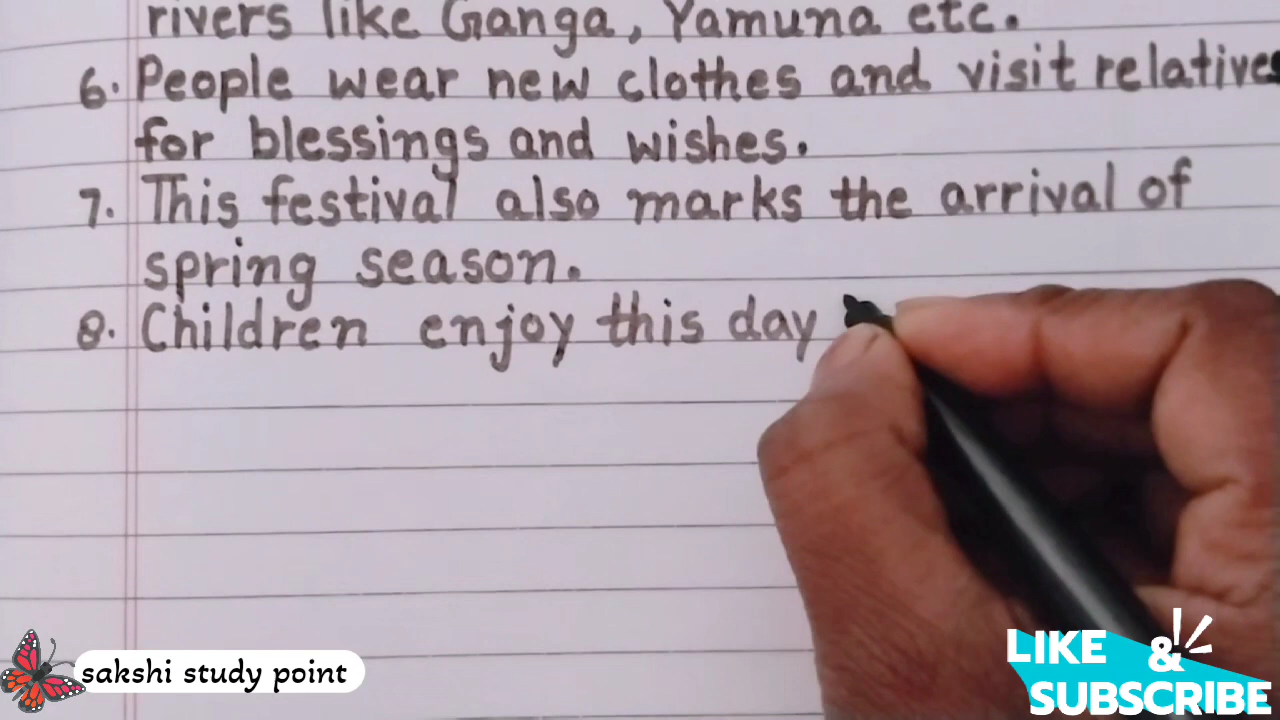 rivers like Ganga, Yamuna etc.
6. People wear new clothes and visit relatives
for blessings and wishes.
7. This festival also marks the arrival of
spring season.
8. Children enjoy this day
sakshi study point
LIKE &
SUBSCRIBE